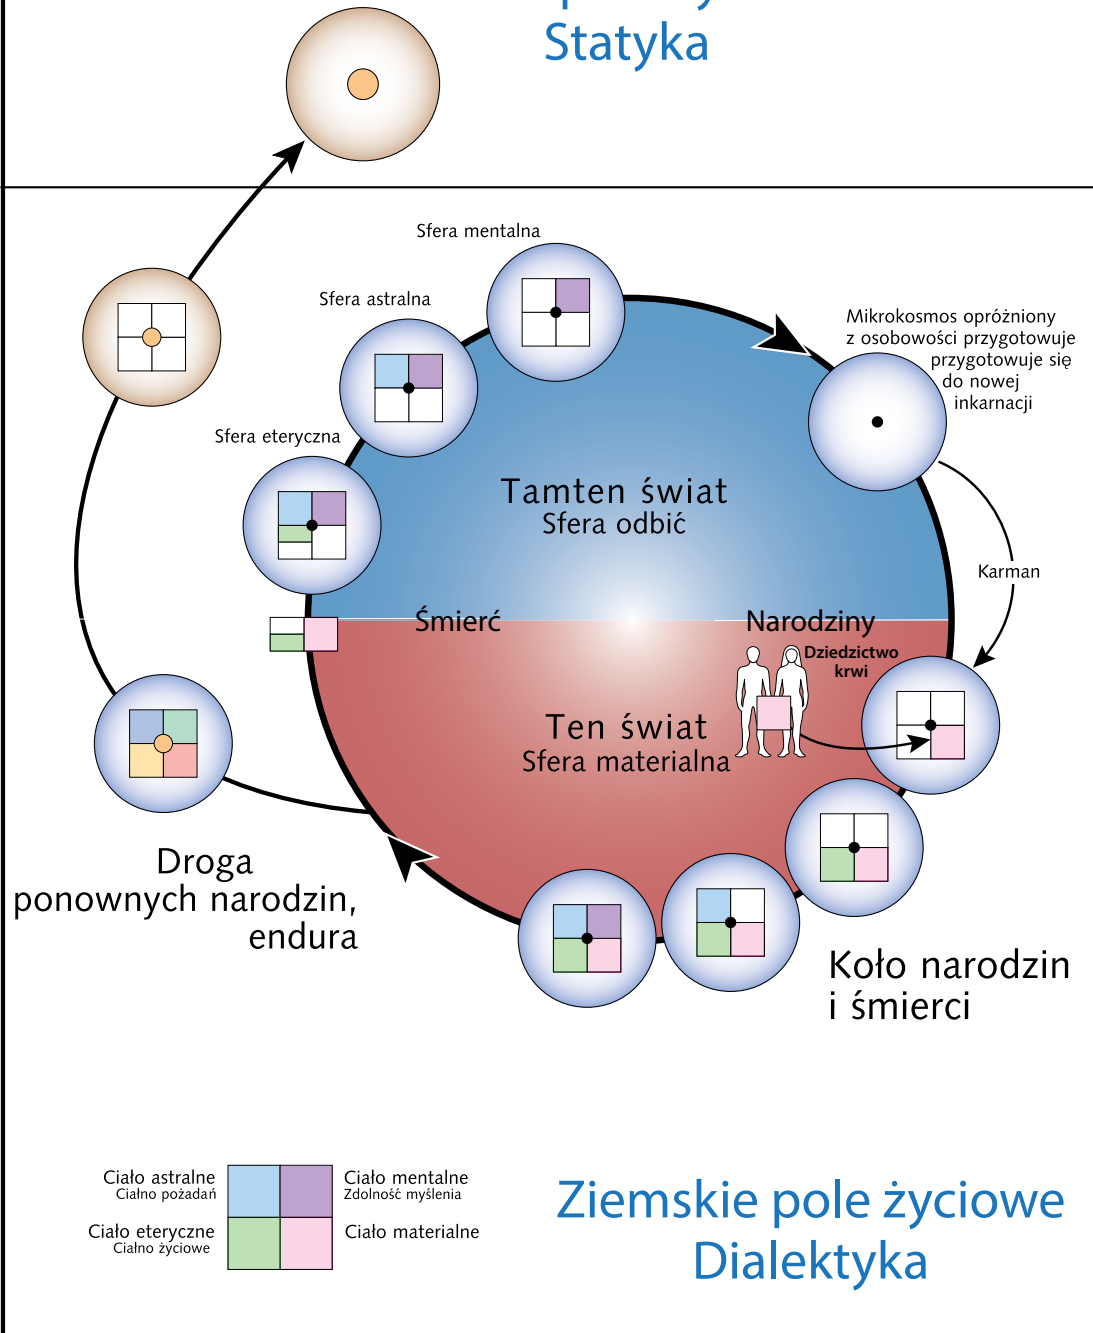 Statyka
Sfera mentalna
Sfera astralna
Mikrokosmos opróżniony
z osobowości przygotowuje
przygotowuje się
do nowej
inkarnacji
Sfera eteryczna
Tamten świat
Sfera odbić
Karman
Śmierć
Narodziny
Dziedzictwo
krwi
Ten świat
Sfera materialna
Droga
ponownych narodzin,
endura
Koło narodzin
i śmierci
Ciało astralne
Ciałno pożadań
Ciało mentalne
Zdolność myślenia
Ciało eteryczne
Ciałno życiowe
Ciało materialne
Ziemskie pole życiowe
Dialektyka